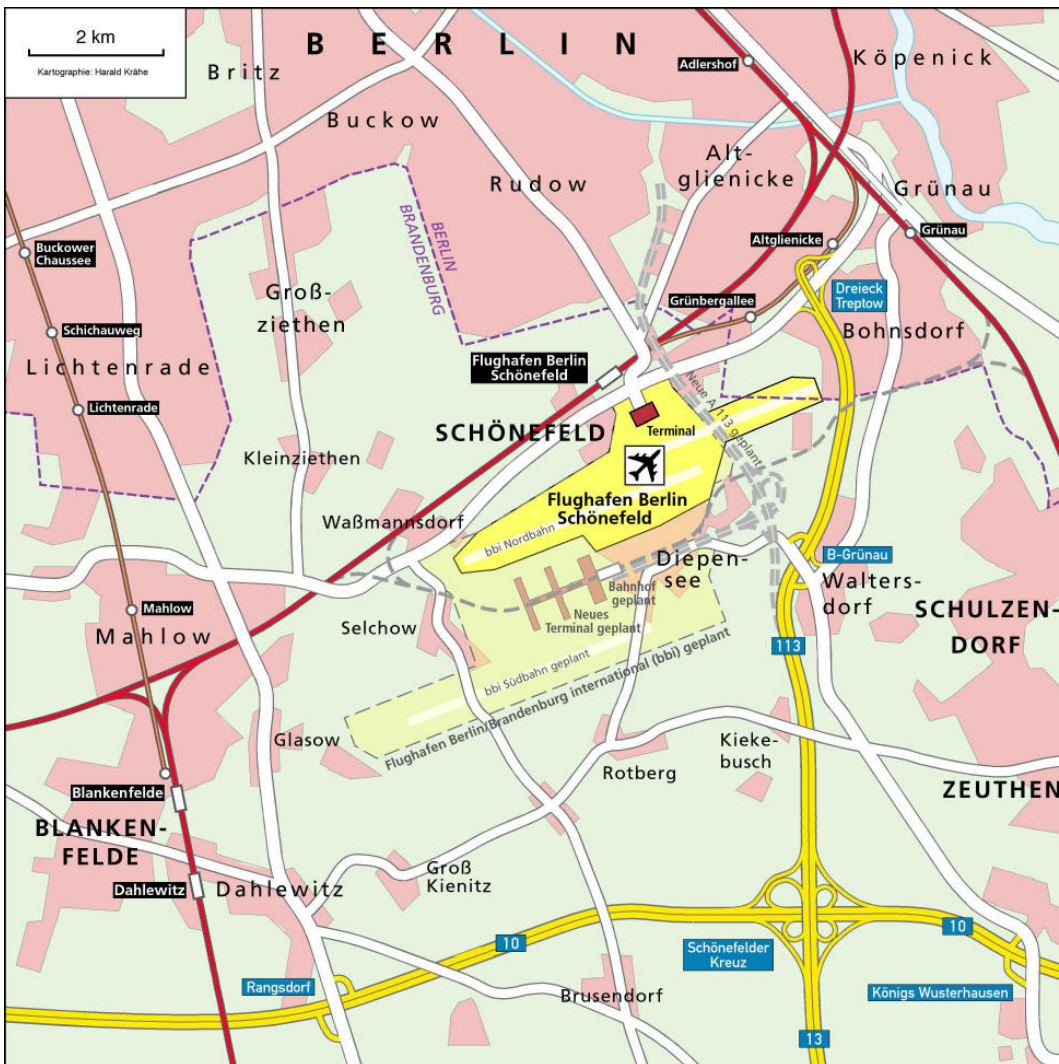 2 km
Kartographie: Harald Krähe
BERLIN
Britz
Buckow
Rudow
Adlershof
Köpenick
Alt-
glienicke
Grünau
Grünau
Altglienicke
Buckower
Chaussee
BERLIN
BRANDENBURG
Groß-
ziethen
Grünbergallee
Dreieck
Treptow
Bohnsdorf
Schichauweg
Lichtenrade
Flughafen Berlin
Schönefeld
Neue A 113 geplant
Lichtenrade
SCHÖNEFELD
Terminal
Kleinziethen
Flughafen Berlin
Schönefeld
Waßmannsdorf
bbi Nordbahn
Diepen-
see
B-Grünau
Walters-
dorf
Bahnhof
geplant
Neues
Terminal geplant
Mahlow
Mahlow
Selchow
SCHULZEN-
DORF
113
bbi Südbahn geplant
Flughafen Berlin/Brandenburg international (bbi) geplant
Glasow
Rotberg
Kieke-
busch
Blankenfelde
ZEUTHEN
BLANKEN-
FELDE
Dahlewitz
Dahlewitz
Groß
Kienitz
10
Schönefelder
Kreuz
10
Rangsdorf
Brusendorf
Königs Wusterhausen
13